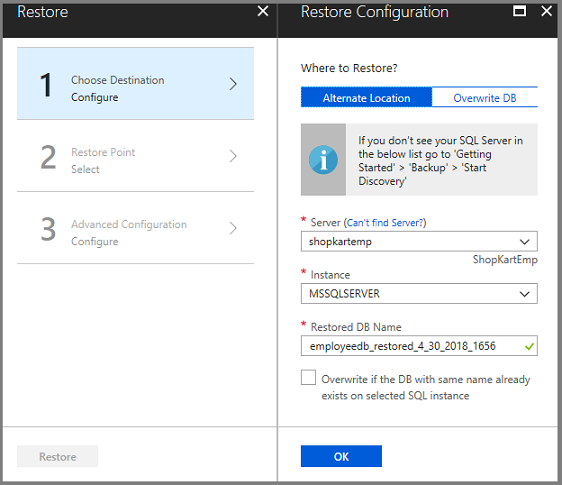 Restore
1
Choose Destination
Configure
2
Restore Point
Select
3
Advanced Configuration
Configure
Restore
Restore Configuration
Where to Restore?
Alternate Location
Overwrite DB
If you don't see your SQL Server in
the below list go to 'Getting
Started' > 'Backup' > 'Start
Discovery'
* Server (Can't find Server?)
shopkartemp
ShopKartEmp
* Instance
MSSQLSERVER
* Restored DB Name
employeedb_restored_4_30_2018_1656
Overwrite if the DB with same name already
exists on selected SQL instance
OK